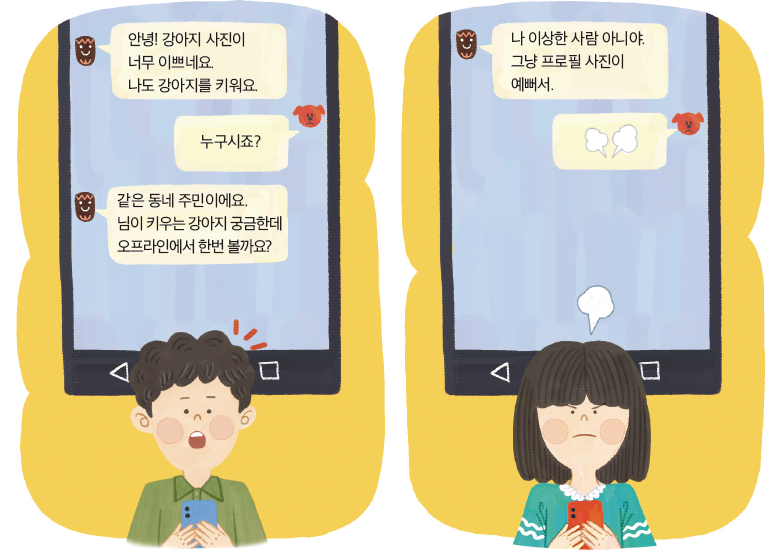 안녕! 강아지 사진이
너무 이쁘네요.
나도 강아지를 키워요.
누구시죠?
같은 동네 주민이에요.
님이 키우는 강아지 궁금한데
오프라인에서 한번 볼까요?
나 이상한 사람 아니야.
그냥 프로필 사진이
예뻐서.